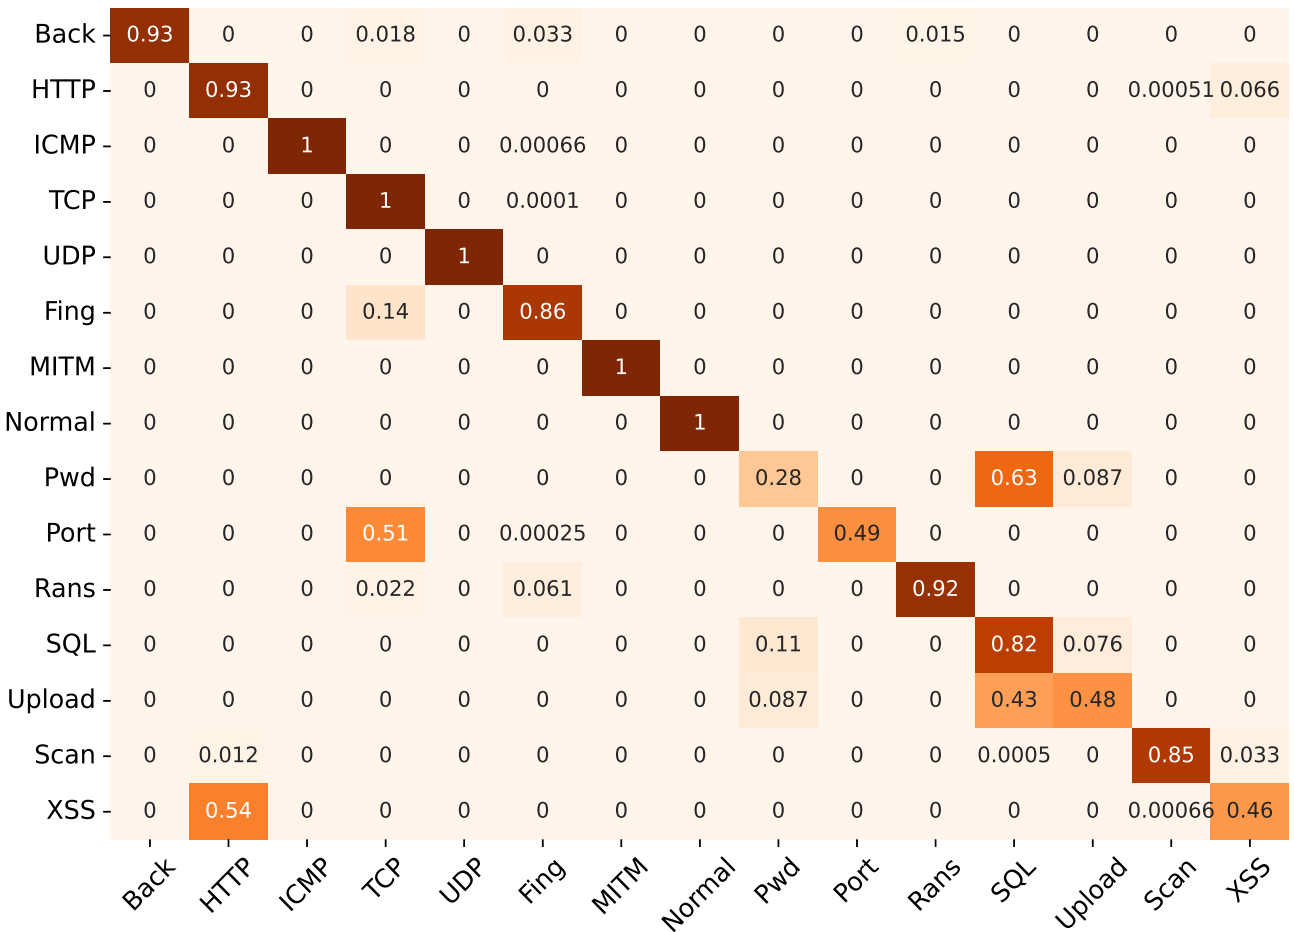 Back 0.93 0 0 0.018 0 0.033 0 0 0 0 0.015 0 0 0 0
HTTP 0 0.93 0 0 0 0 0 0 0 0 0 0 0 0.00051 0.066
ICMP 0 0 1 0 0 0.00066 0 0 0 0 0 0 0 0 0
TCP 0 0 0 1 0 0.0001 0 0 0 0 0 0 0 0 0
UDP 0 0 0 0 1 0 0 0 0 0 0 0 0 0 0
Fing 0 0 0 0.14 0 0.86 0 0 0 0 0 0 0 0 0
MITM 0 0 0 0 0 0 1 0 0 0 0 0 0 0 0
Normal 0 0 0 0 0 0 0 1 0 0 0 0 0 0 0
Pwd 0 0 0 0 0 0 0 0 0.28 0 0 0.63 0.087 0 0
Port 0 0 0 0.51 0 0.00025 0 0 0 0.49 0 0 0 0 0
Rans 0 0 0 0.022 0 0.061 0 0 0 0 0.92 0 0 0 0
SQL 0 0 0 0 0 0 0 0 0.11 0 0 0.82 0.076 0 0
Upload 0 0 0 0 0 0 0 0 0.087 0 0 0.43 0.48 0 0
Scan 0 0.012 0 0 0 0 0 0 0 0 0 0.0005 0 0.85 0.033
XSS 0 0.54 0 0 0 0 0 0 0 0 0 0 0 0.00066 0.46
Back HTTP ICMP TCP UDP Fing MITM Normal Pwd Port Rans SQL Upload Scan XSS